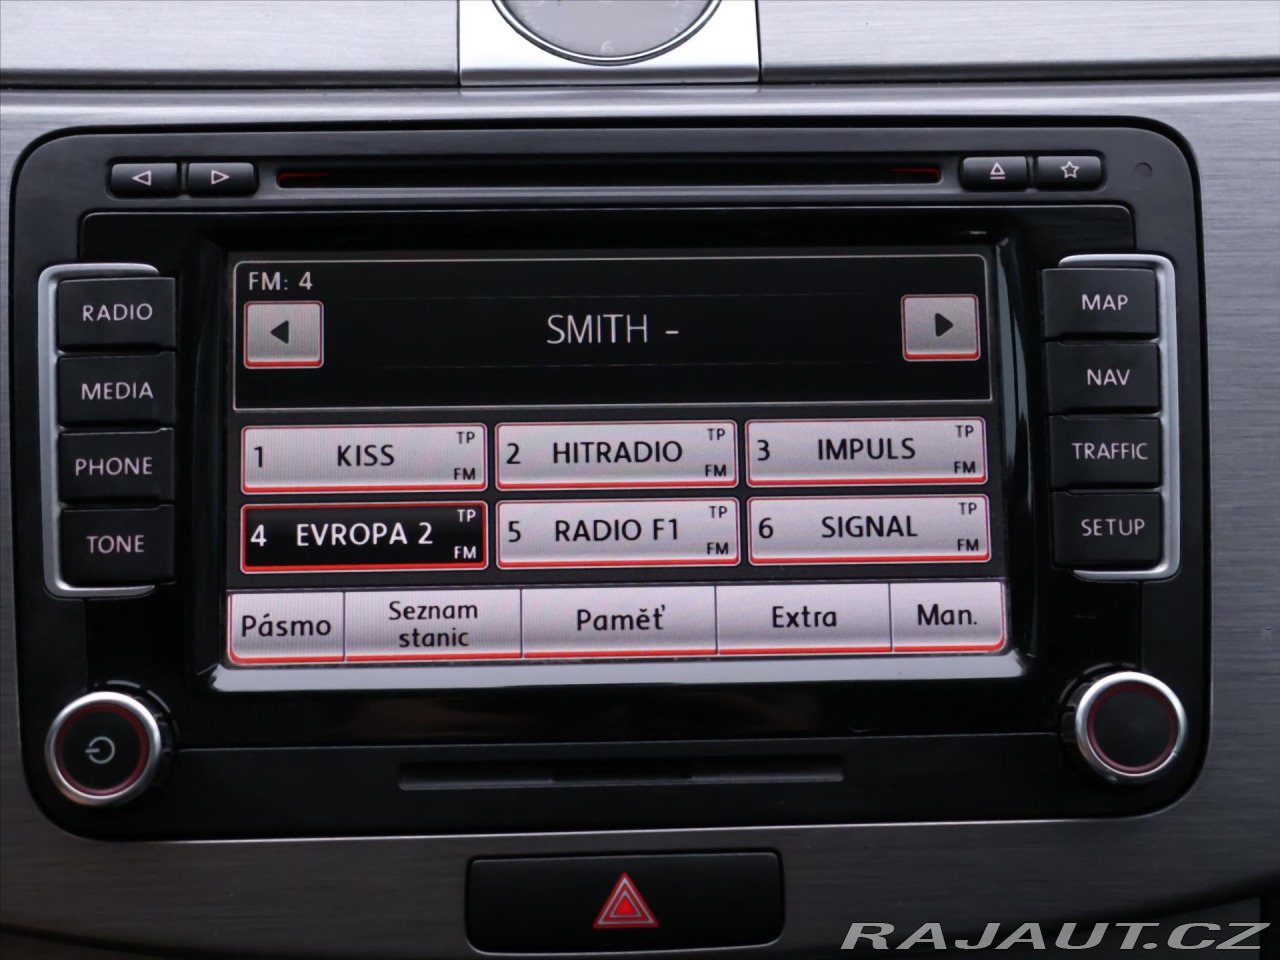 6
FM: 4
SMITH -
RADIO
MEDIA
PHONE
TONE
MAP
NAV
TRAFFIC
SETUP
1 KISS TP FM
2 HITRADIO TP FM
3 IMPULS TP FM
4 EVROPA 2 TP FM
5 RADIO F1 TP FM
6 SIGNAL TP FM
Pásmo
Seznam
stanic
Paměť
Extra
Man.
RAJAUT.CZ